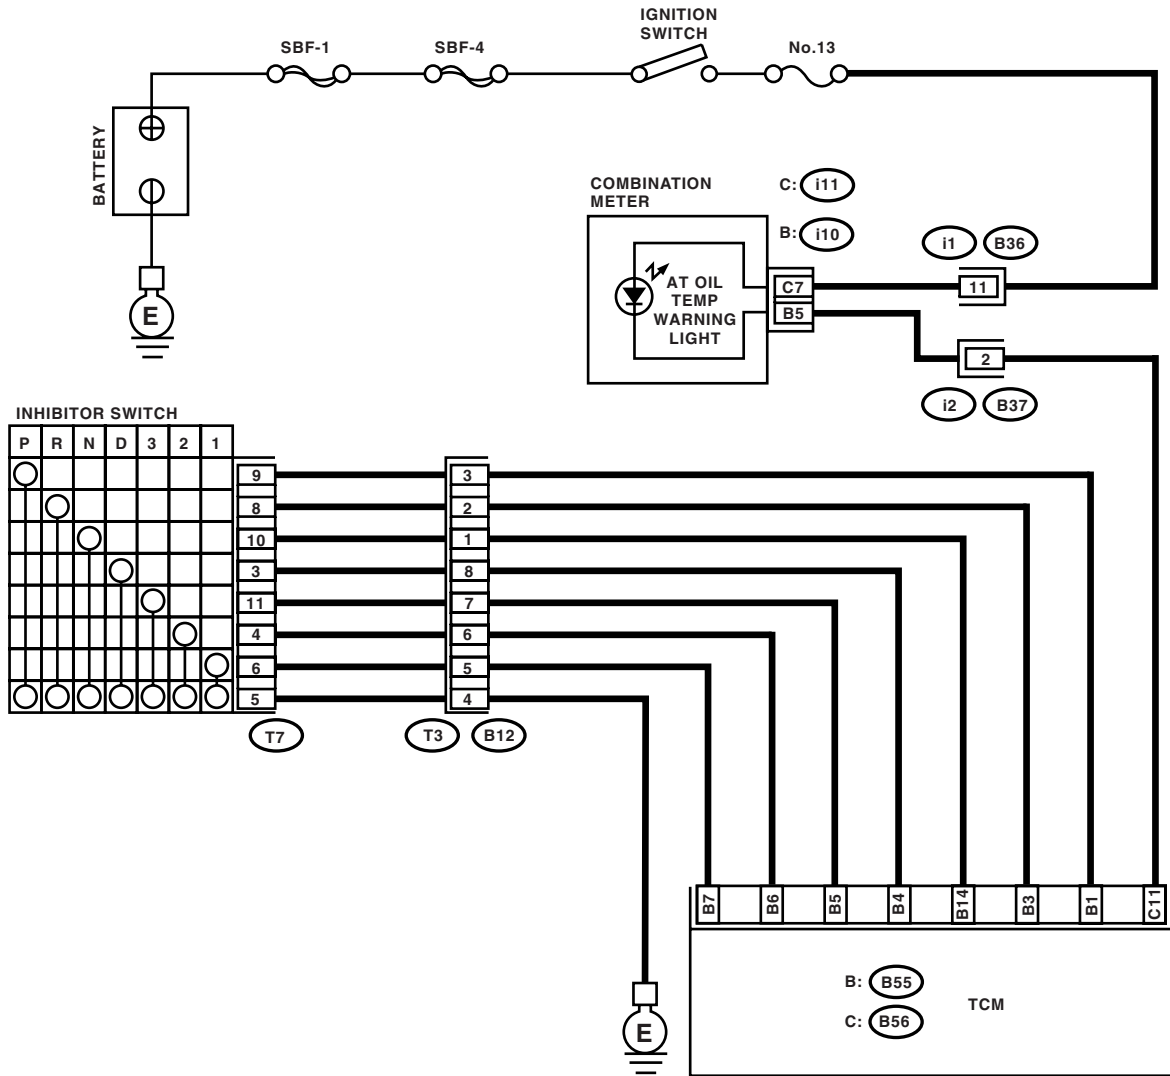 IGNITION
SWITCH
SBF-1
SBF-4
No.13
BATTERY
E
COMBINATION
METER
C: i11
B: i10
i1
B36
AT OIL
TEMP
WARNING
LIGHT
C7
11
B5
2
i2
B37
INHIBITOR SWITCH
P R N D 3 2 1
9 3
8 2
10 1
3 8
11 7
4 6
6 5
5 4
T7
T3
B12
B7 B6 B5 B4 B14 B3 B1 C11
B: B55
TCM
C: B56
E